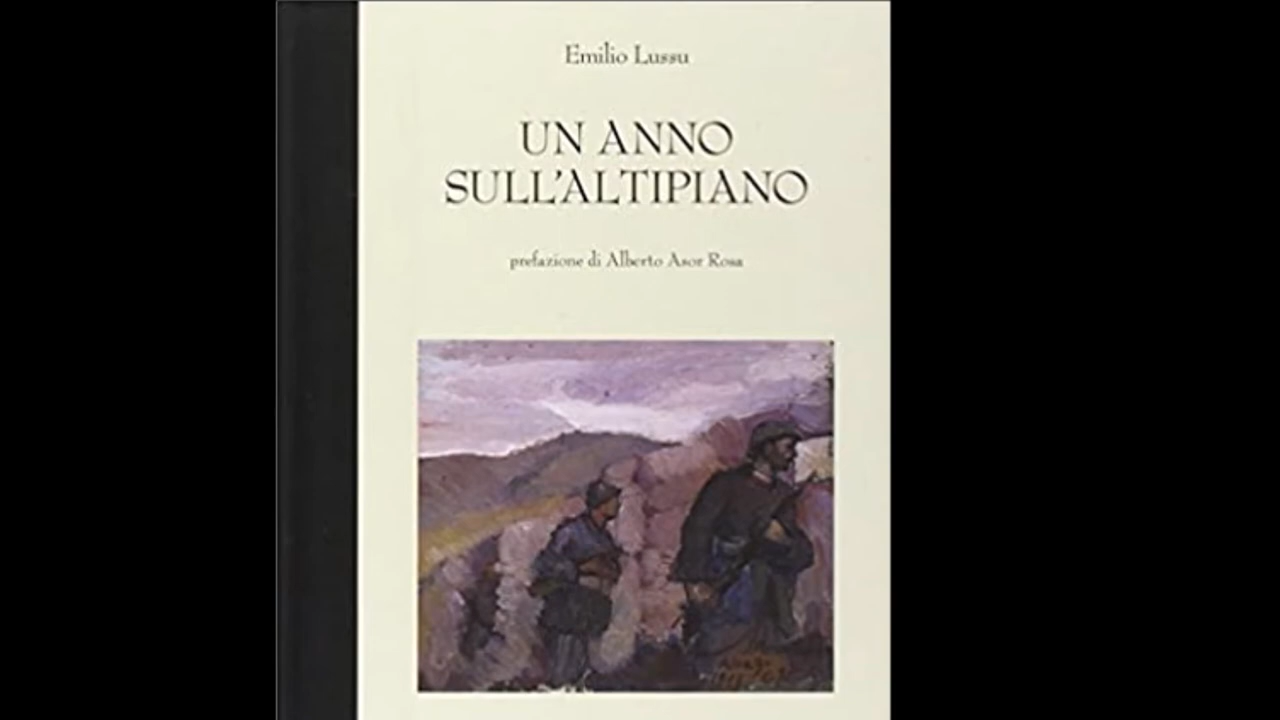 Emilio Lussu
UN ANNO
SULL'ALTIPIANO
prefazione di Alberto Asor Rosa